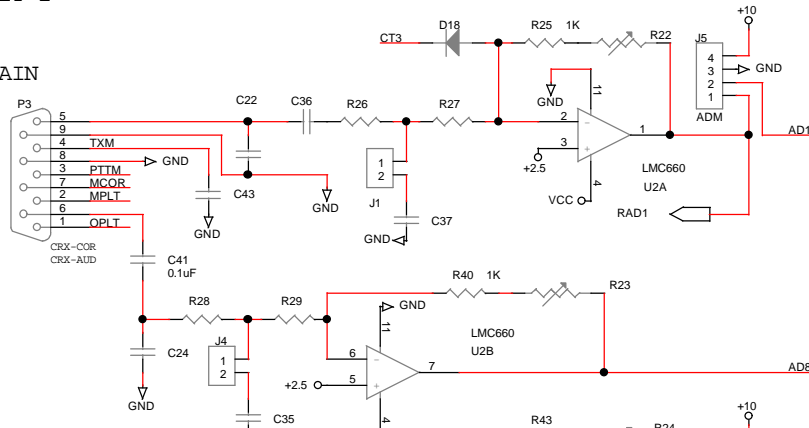 +10
D18
R25 1K
R22
J5
CT3
4
3
2
1
GND
ADM
AIN
P3
C22
C36
R26
R27
GND
11
5
9
4
8
3
7
2
6
1
TXM
GND
PTTM
MCOR
MPLT
OPLT
2
3
1
+2.5
LMC660
U2A
4
VCC
AD1
RAD1
C43
GND
GND
1
2
J1
C37
GND
CRX-COR
CRX-AUD
C41
0.1uF
R40 1K
R23
R28
R29
GND
11
LMC660
U2B
J4
1
2
C24
6
5
7
+2.5
AD8
GND
4
C35
R43
+10